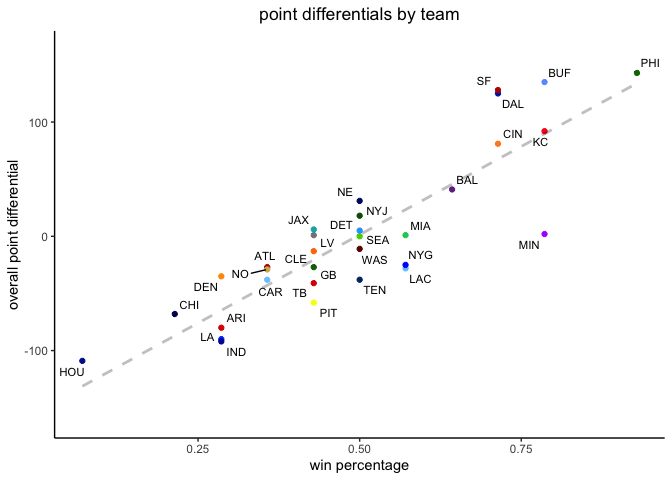 point differentials by team
PHI
BUF
SF
DAL
CIN
KC
100
BAL
NE
NYJ
JAX
DET
MIA
0
SEA
MIN
LV
WAS
NYG
ATL
CLE
NO
GB
LAC
DEN
CAR
TB
TEN
CHI
PIT
ARI
LA
IND
-100
HOU
0.25
0.50
0.75
win percentage
overall point differential